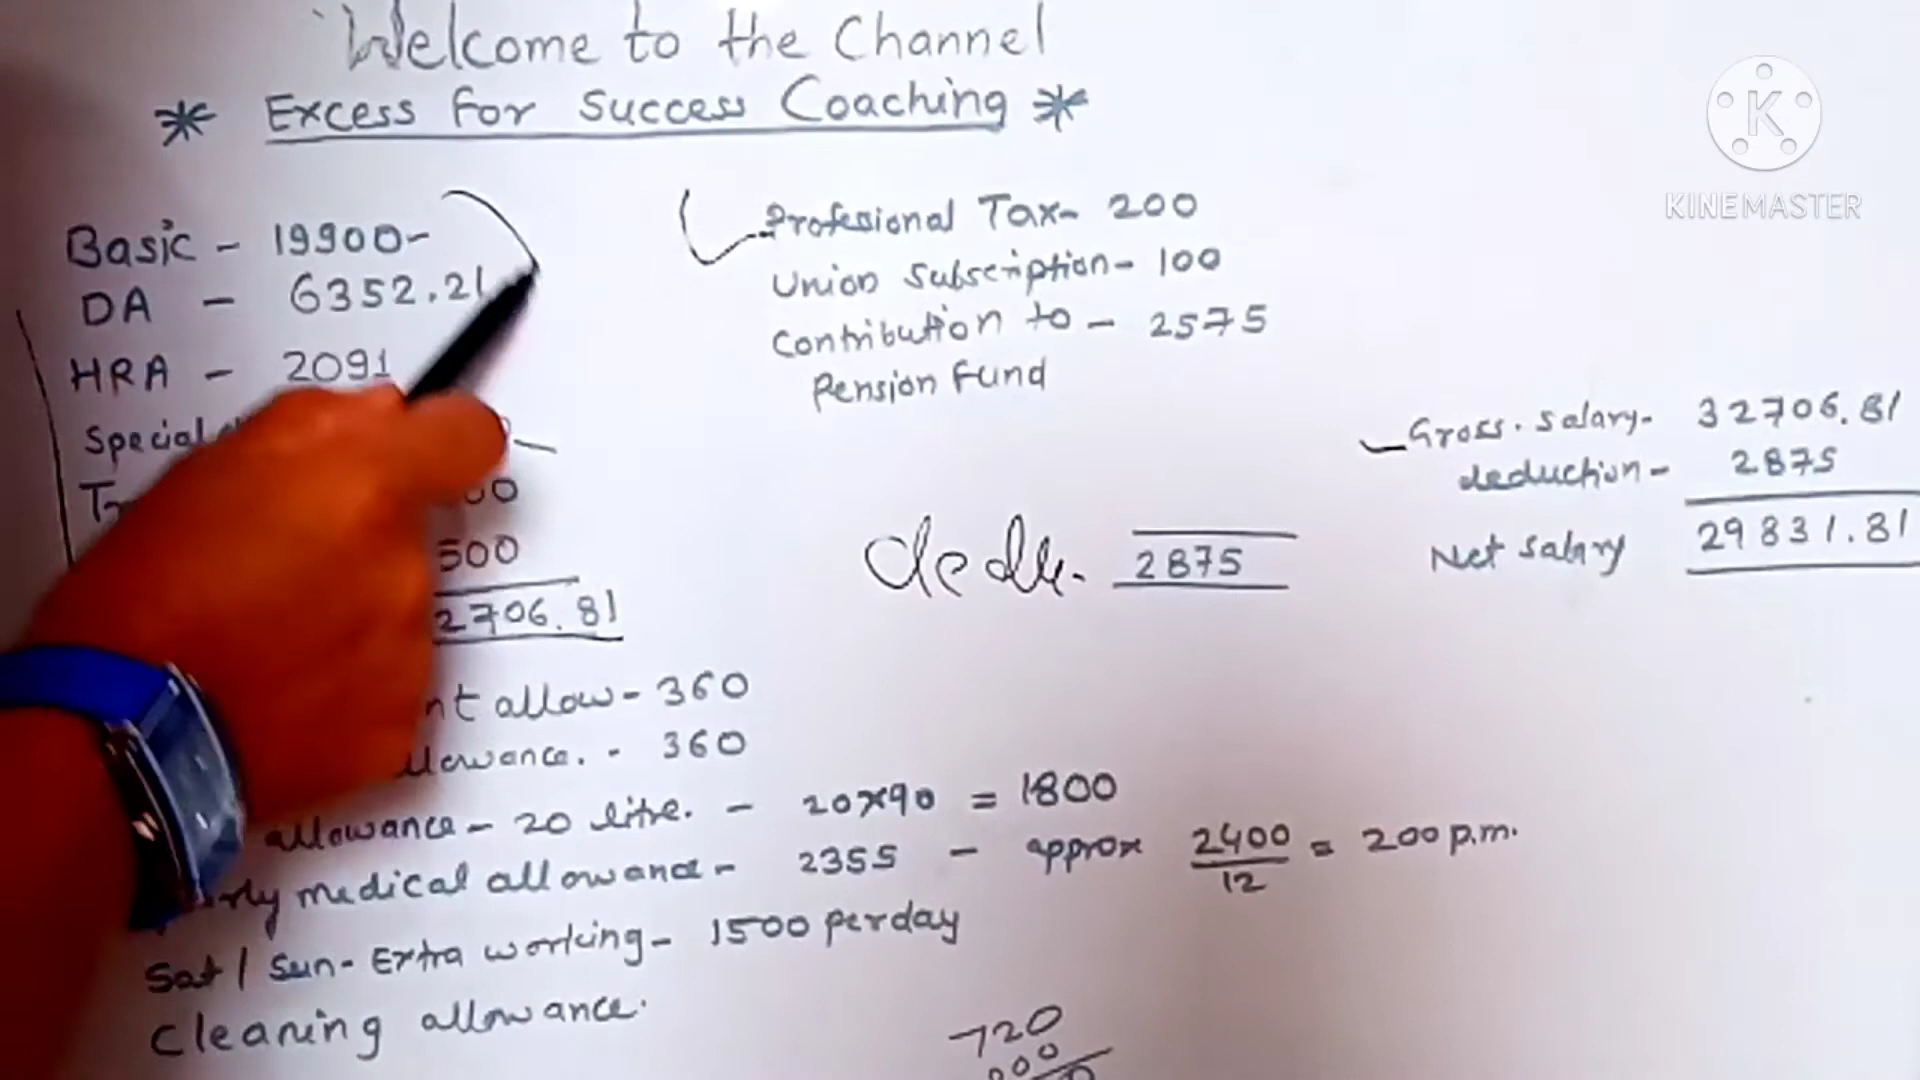 Welcome to the Channel
* Excess For Success Coaching *
KINEMASTER
Basic - 19900-
DA - 6352.21
HRA - 2091
Special
500
2706.81
Profesional Tax- 200
Union Subscription- 100
Contribution to - 2575
Pension Fund
2875
Gross. Salary- 32706.81
deduction- 2875
Net Salary 29831.81
allow- 360
360
allowance- 20 litre. - 20x90 = 1800
medical allowance- 2355 - approx 2400/12 = 200 p.m.
Sat / Sun- Extra working- 1500 perday
Cleaning allowance.
720